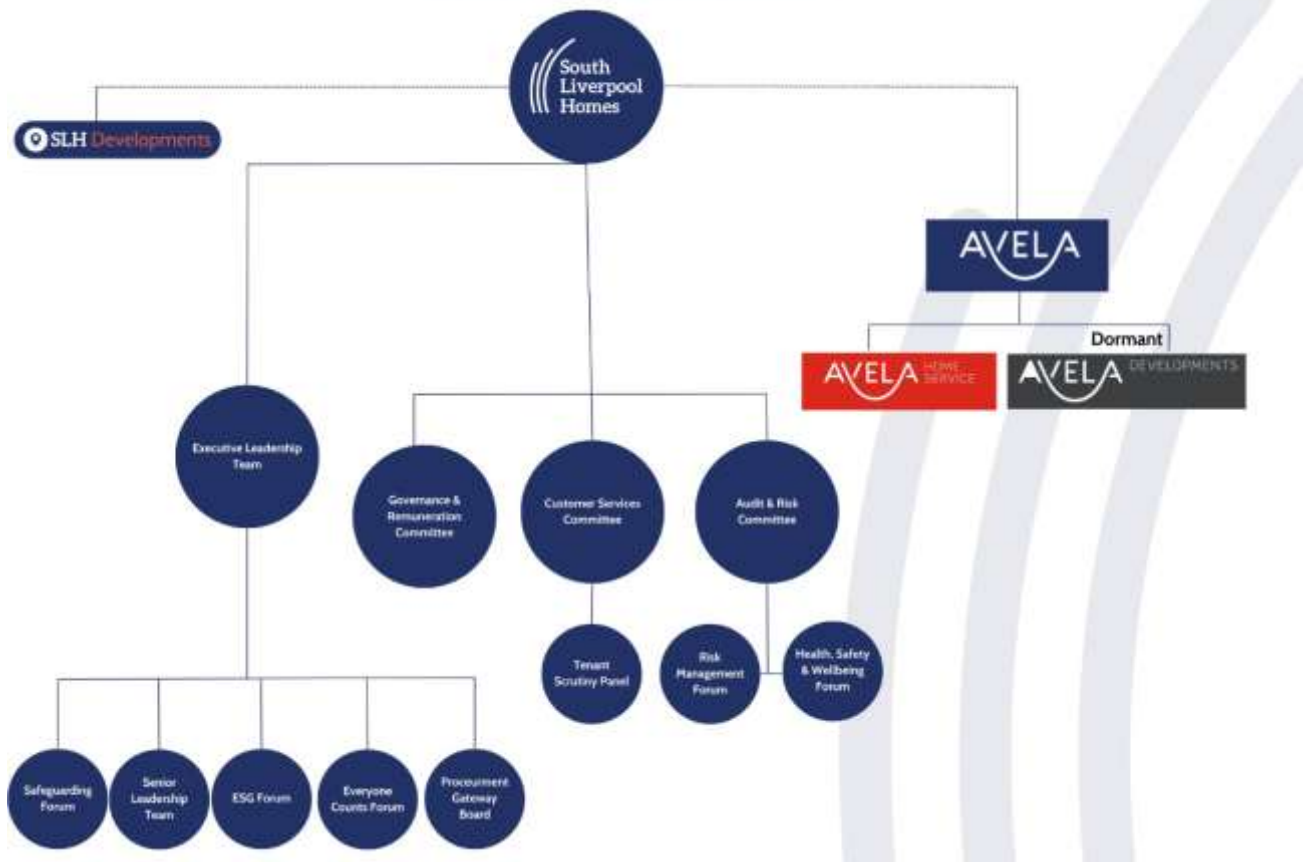 South
Liverpool
Homes
SLH Developments
AVELA
Dormant
AVELA HOME
SERVICE
AVELA DEVELOPMENTS
Executive Leadership
Team
Governance &
Remuneration
Committee
Customer Services
Committee
Audit & Risk
Committee
Tenant
Scrutiny Panel
Risk
Management
Forum
Health, Safety
& Wellbeing
Forum
Safeguarding
Forum
Senior
Leadership
Team
ESG Forum
Everyone
Counts Forum
Proceurment
Gateway
Board